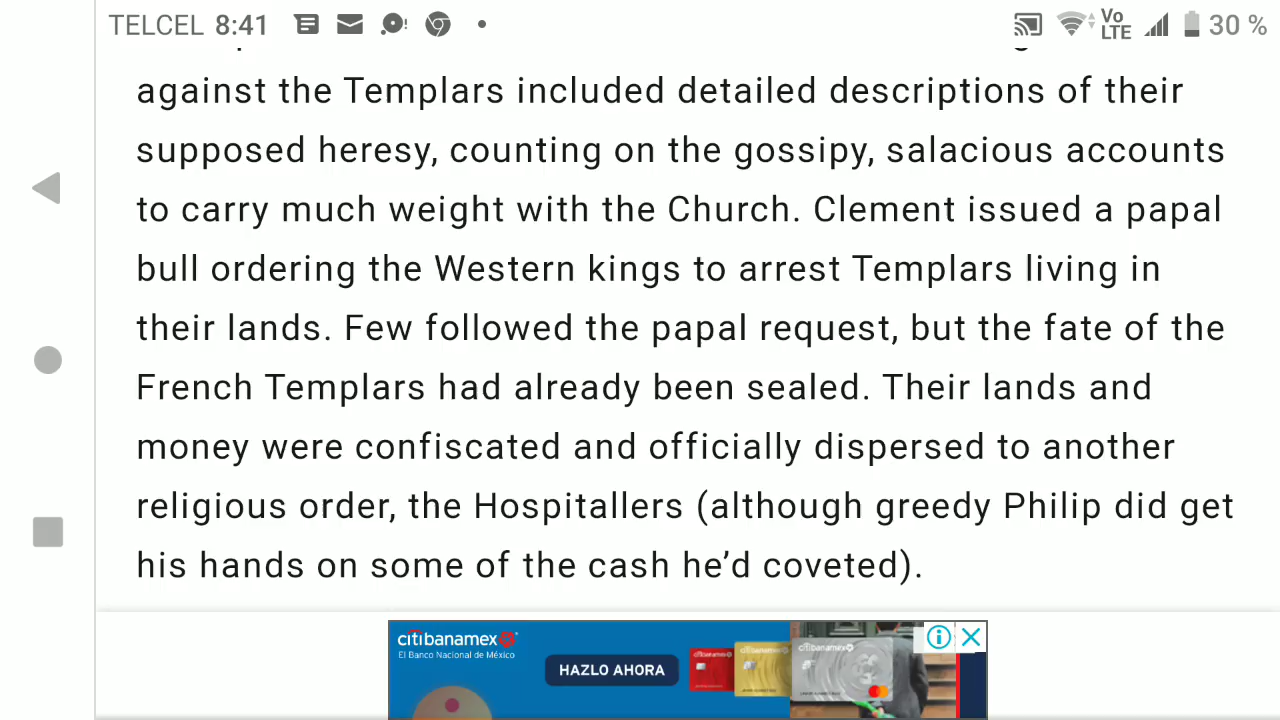 TELCEL 8:41
Vo LTE 30 %
against the Templars included detailed descriptions of their
supposed heresy, counting on the gossipy, salacious accounts
to carry much weight with the Church. Clement issued a papal
bull ordering the Western kings to arrest Templars living in
their lands. Few followed the papal request, but the fate of the
French Templars had already been sealed. Their lands and
money were confiscated and officially dispersed to another
religious order, the Hospitallers (although greedy Philip did get
his hands on some of the cash he’d coveted).
citibanamex
El Banco Nacional de México
HAZLO AHORA
citibanamex
citibanamex
citibanamex